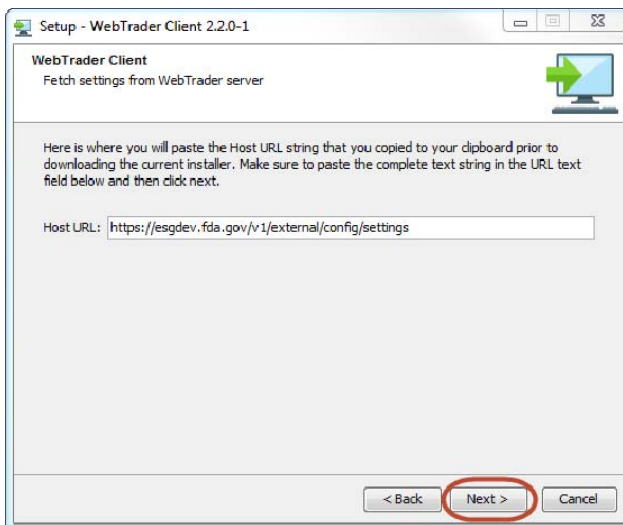 Setup - WebTrader Client 2.2.0-1
WebTrader Client
Fetch settings from WebTrader server
Here is where you will paste the Host URL string that you copied to your clipboard prior to
downloading the current installer. Make sure to paste the complete text string in the URL text
field below and then click next.
Host URL: https://esgdev.fda.gov/v1/external/config/settings
< Back Next > Cancel